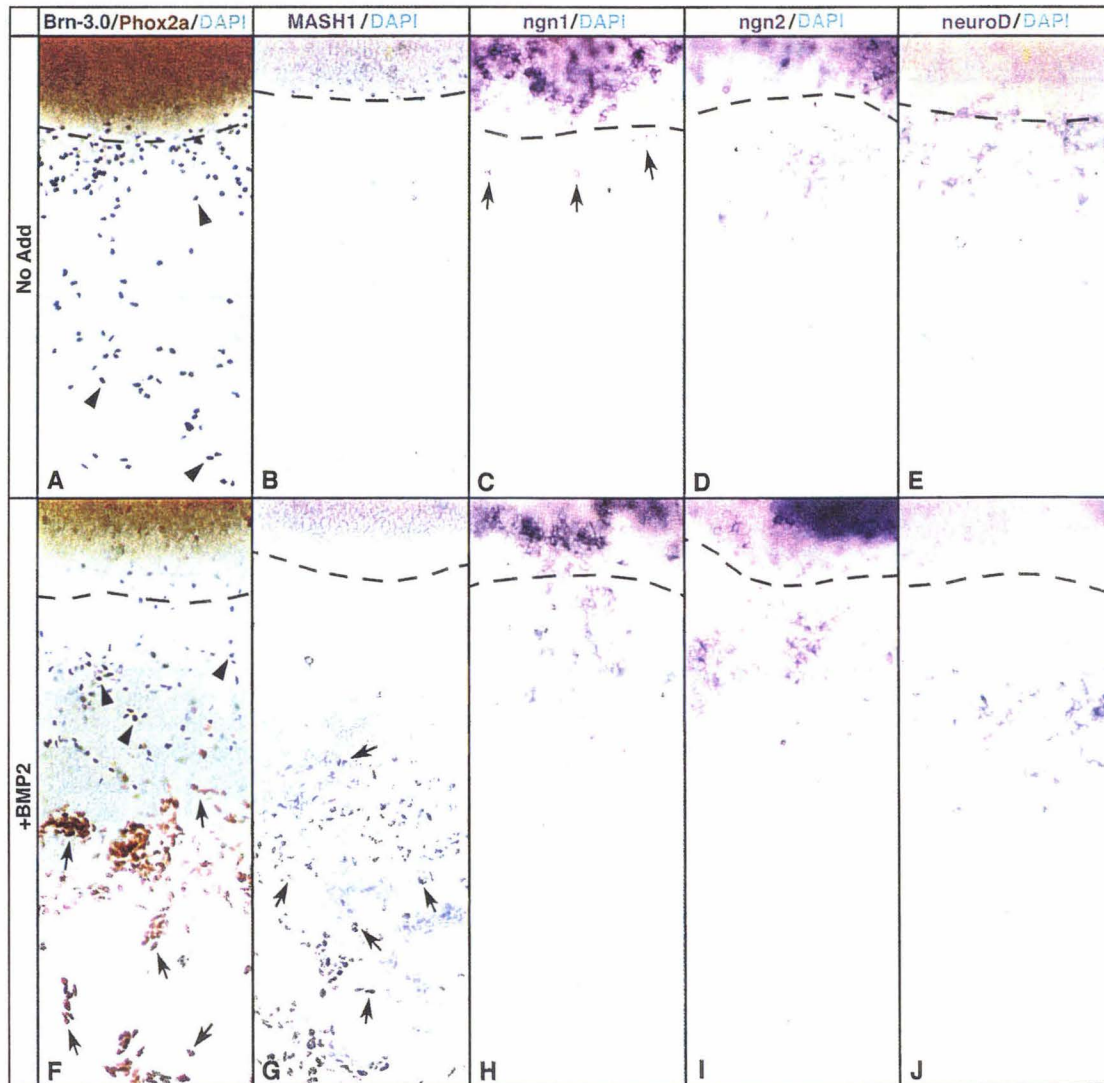 Brn-3.0/Phox2a/DAPI
MASH1/DAPI
ngn1/DAPI
ngn2/DAPI
neuroD/DAPI
No Add
A
B
C
D
E
+BMP2
F
G
H
I
J